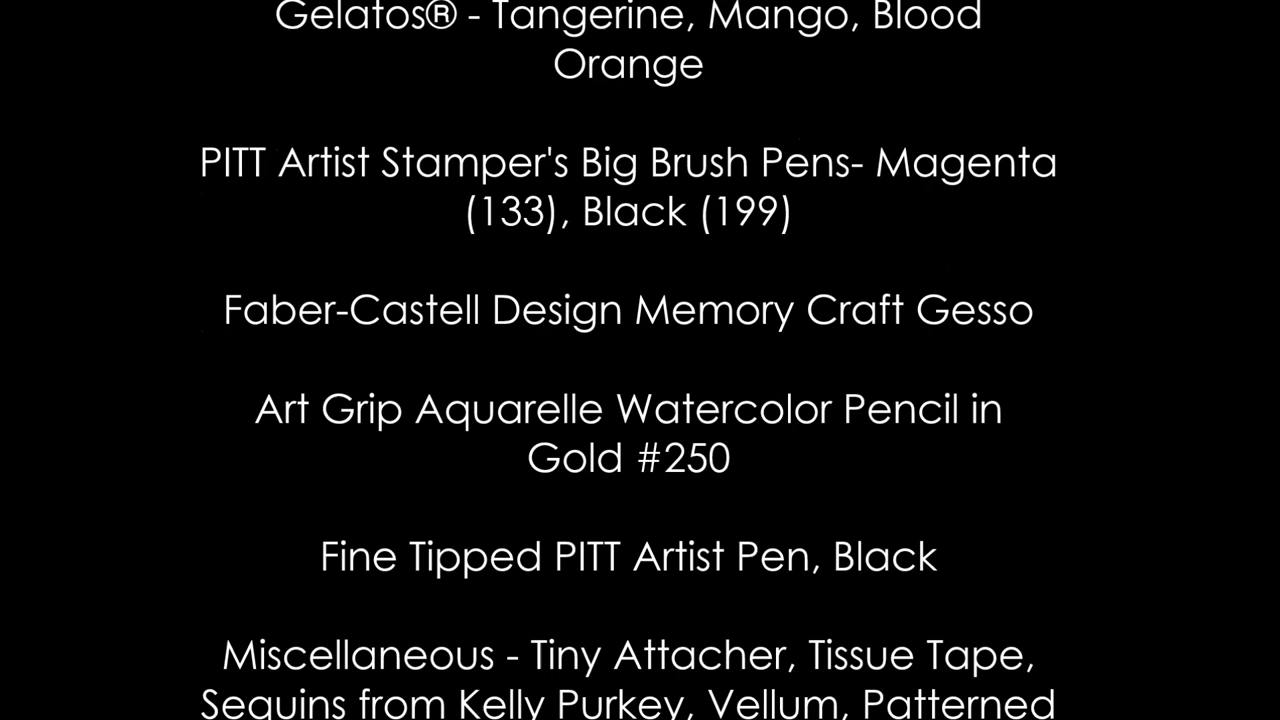 Gelatos® - Tangerine, Mango, Blood
Orange
PITT Artist Stamper's Big Brush Pens- Magenta
(133), Black (199)
Faber-Castell Design Memory Craft Gesso
Art Grip Aquarelle Watercolor Pencil in
Gold #250
Fine Tipped PITT Artist Pen, Black
Miscellaneous - Tiny Attacher, Tissue Tape,
Sequins from Kelly Purkey, Vellum, Patterned